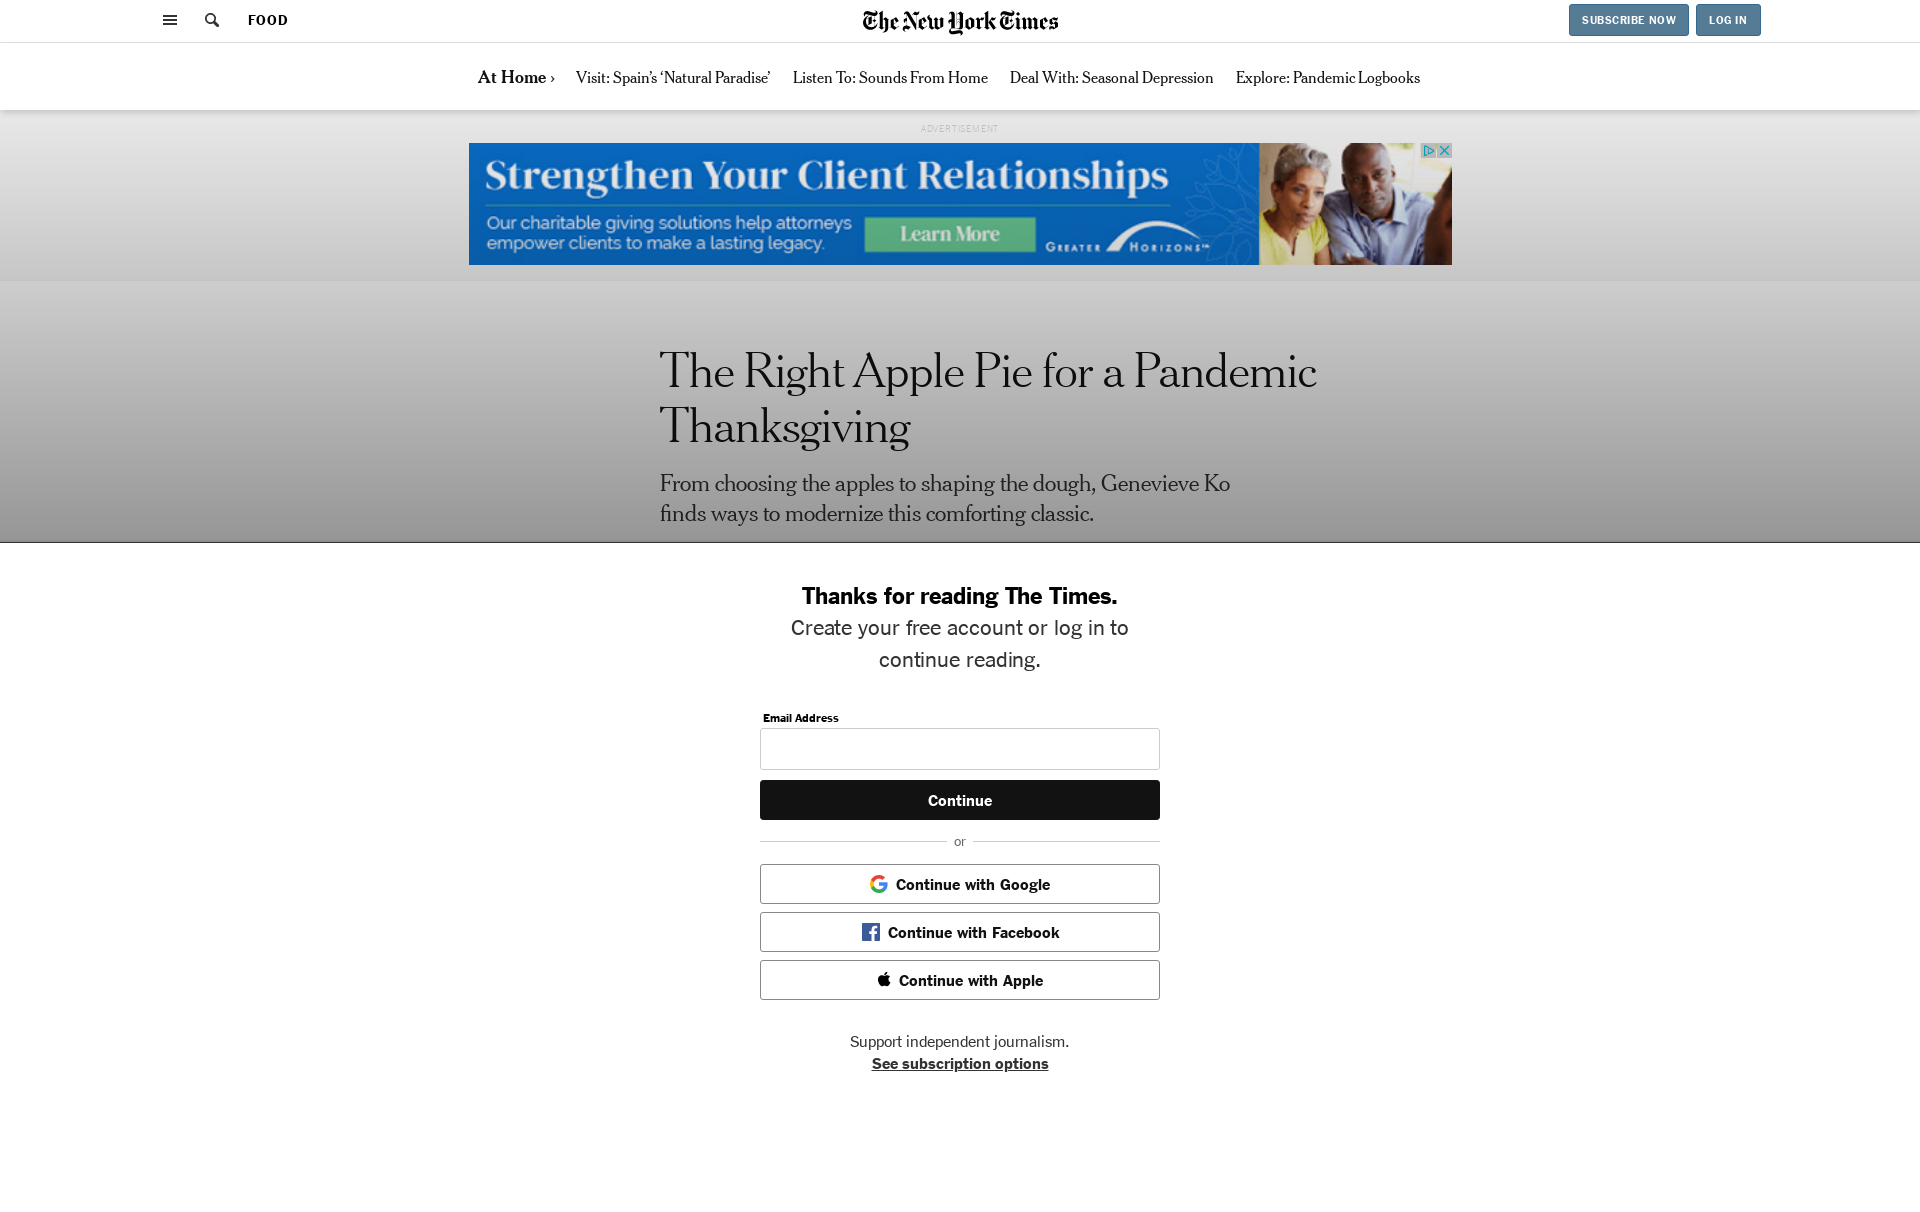 FOOD
The New York Times
SUBSCRIBE NOW
LOG IN
At Home ›
Visit: Spain’s ‘Natural Paradise’
Listen To: Sounds From Home
Deal With: Seasonal Depression
Explore: Pandemic Logbooks
ADVERTISEMENT
Strengthen Your Client Relationships
Our charitable giving solutions help attorneys
empower clients to make a lasting legacy.
Learn More
GREATER HORIZONS℠
The Right Apple Pie for a Pandemic
Thanksgiving
From choosing the apples to shaping the dough, Genevieve Ko
finds ways to modernize this comforting classic.
Thanks for reading The Times.
Create your free account or log in to
continue reading.
Email Address
Continue
or
Continue with Google
Continue with Facebook
Continue with Apple
Support independent journalism.
See subscription options